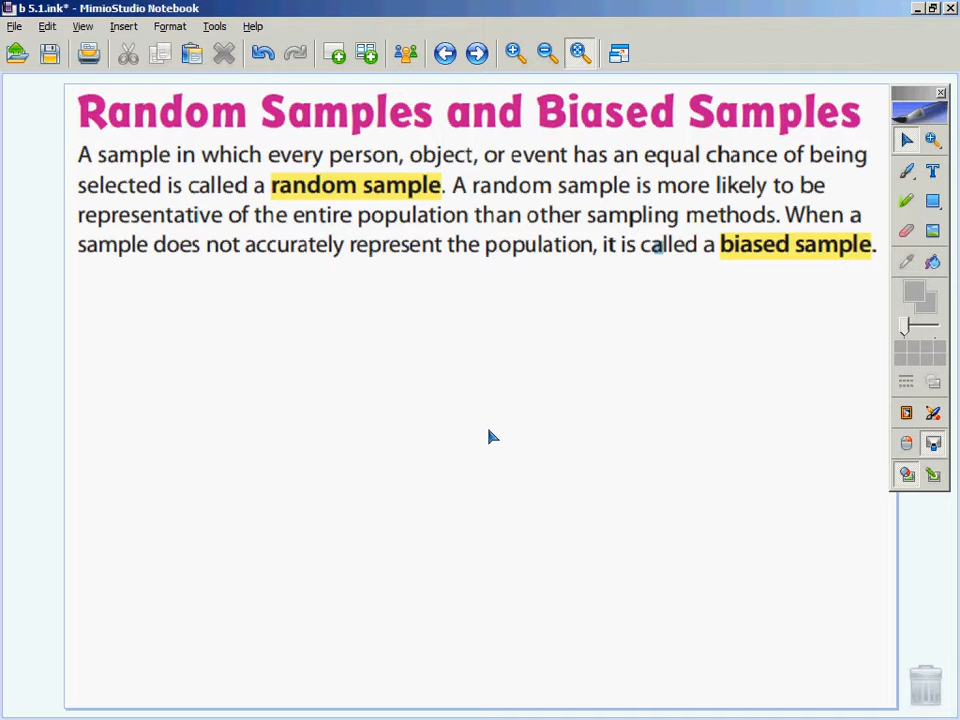 b 5.1.ink* - MimioStudio Notebook
File Edit View Insert Format Tools Help
Random Samples and Biased Samples
A sample in which every person, object, or event has an equal chance of being
selected is called a random sample. A random sample is more likely to be
representative of the entire population than other sampling methods. When a
sample does not accurately represent the population, it is called a biased sample.